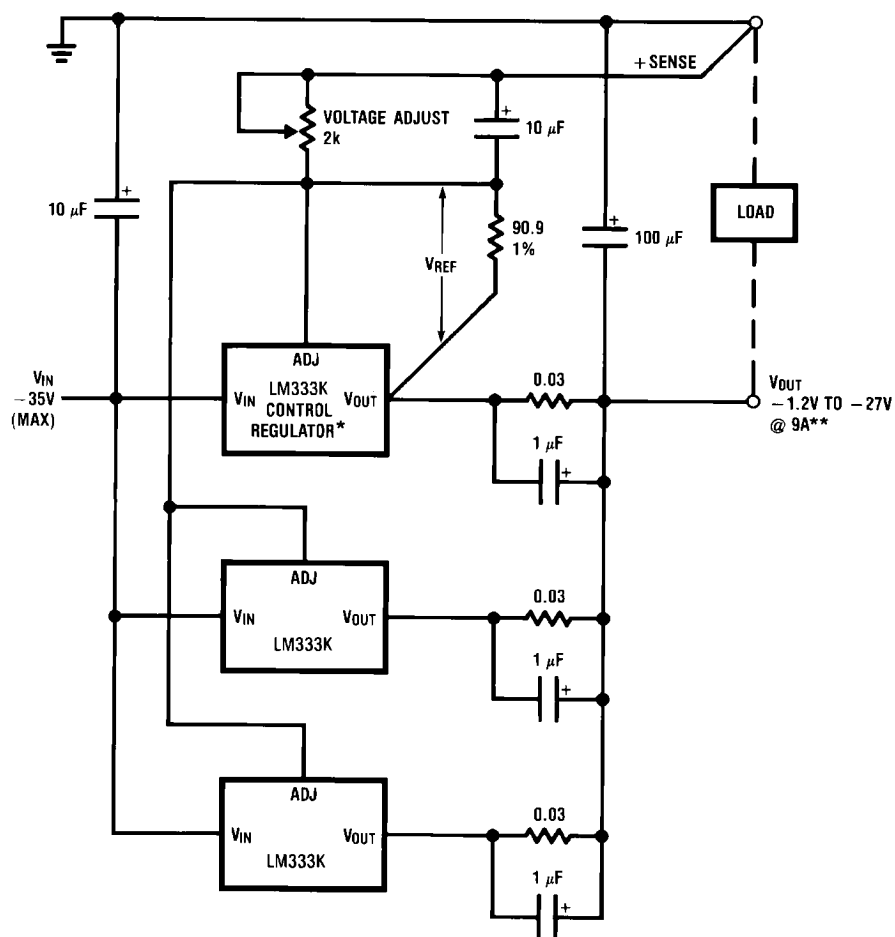 + SENSE
VOLTAGE ADJUST
2k
+
10 μF
+
10 μF
90.9
1%
+
100 μF
LOAD
VREF
ADJ
VIN
−35V
(MAX)
VIN
LM333K
CONTROL
REGULATOR*
VOUT
0.03
VOUT
−1.2V TO −27V
@ 9A**
1 μF
+
ADJ
VIN
VOUT
LM333K
0.03
1 μF
+
ADJ
VIN
VOUT
LM333K
0.03
1 μF
+